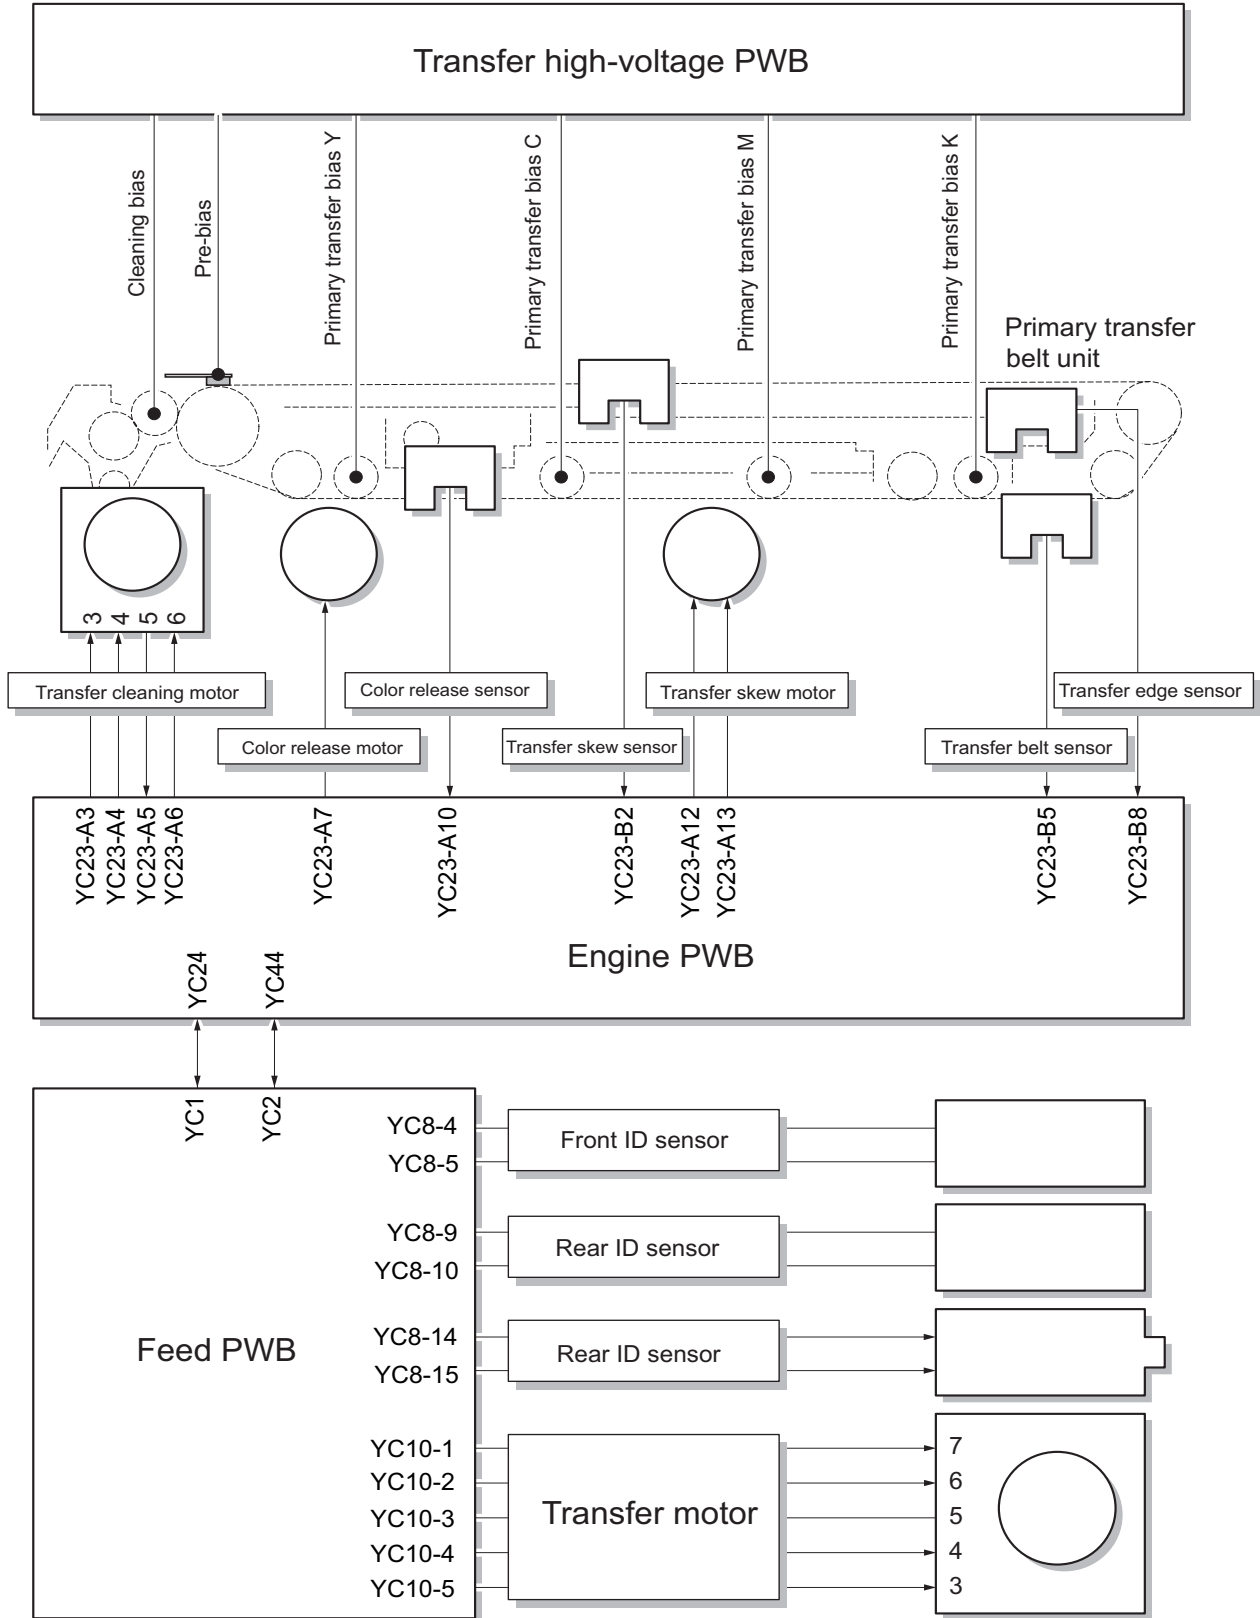 Transfer high-voltage PWB
Cleaning bias
Pre-bias
Primary transfer bias Y
Primary transfer bias C
Primary transfer bias M
Primary transfer bias K
Primary transfer
belt unit
3
4
5
6
Transfer cleaning motor
Color release sensor
Transfer skew motor
Transfer edge sensor
Color release motor
Transfer skew sensor
Transfer belt sensor
YC23-A3
YC23-A4
YC23-A5
YC23-A6
YC23-A7
YC23-A10
YC23-B2
YC23-A12
YC23-A13
YC23-B5
YC23-B8
Engine PWB
YC24
YC44
YC1
YC2
Feed PWB
YC8-4
YC8-5
Front ID sensor
YC8-9
YC8-10
Rear ID sensor
YC8-14
YC8-15
Rear ID sensor
YC10-1
YC10-2
YC10-3
YC10-4
YC10-5
Transfer motor
7
6
5
4
3